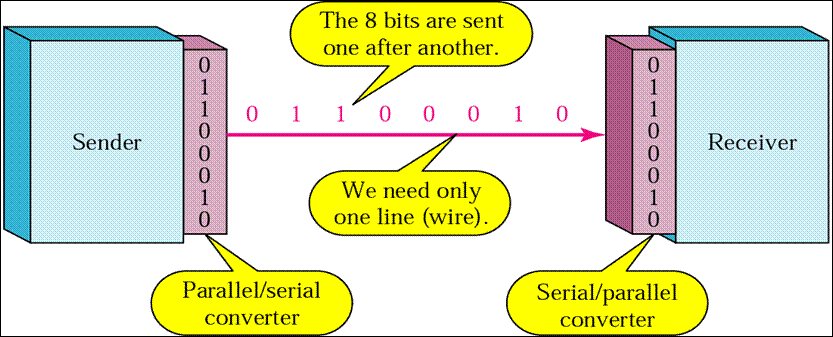 The 8 bits are sent
one after another.
Sender
0
1
1
0
0
0
1
0
0 1 1 0 0 0 1 0
0
1
1
0
0
0
1
0
Receiver
We need only
one line (wire).
Parallel/serial
converter
Serial/parallel
converter